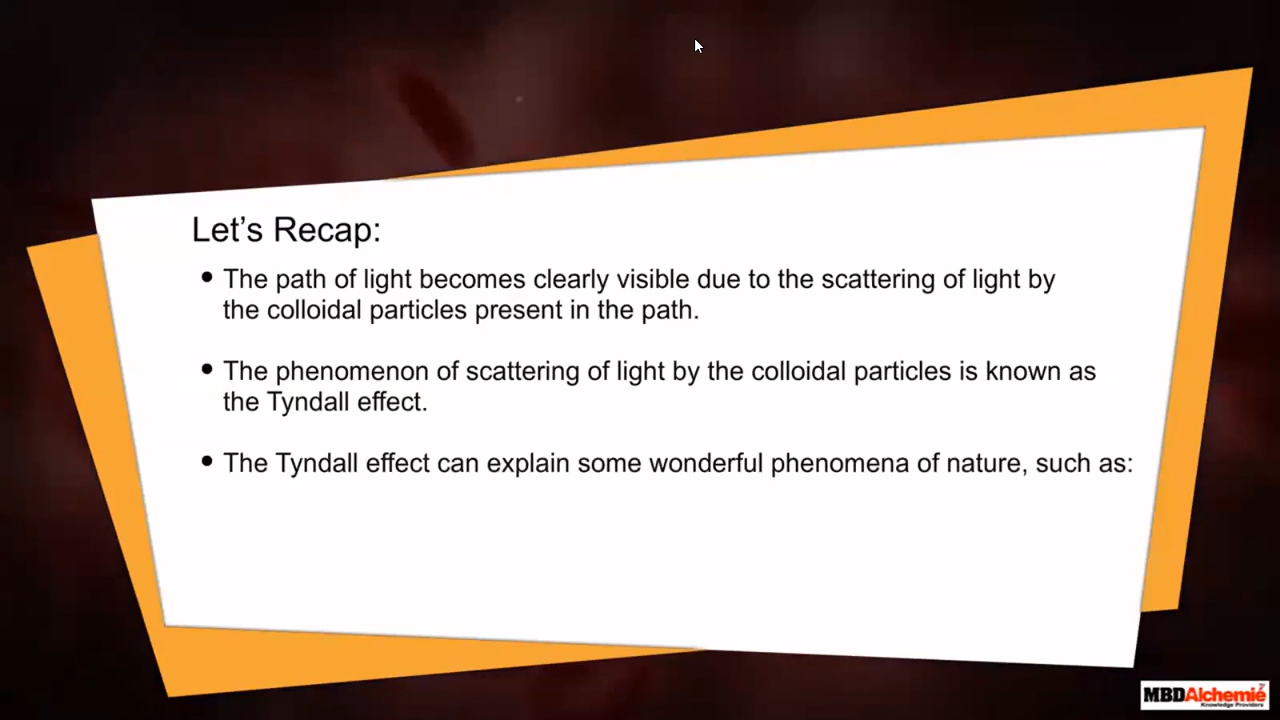 Let’s Recap:
• The path of light becomes clearly visible due to the scattering of light by
the colloidal particles present in the path.
• The phenomenon of scattering of light by the colloidal particles is known as
the Tyndall effect.
• The Tyndall effect can explain some wonderful phenomena of nature, such as:
MBDAlchemie
Knowledge Providers